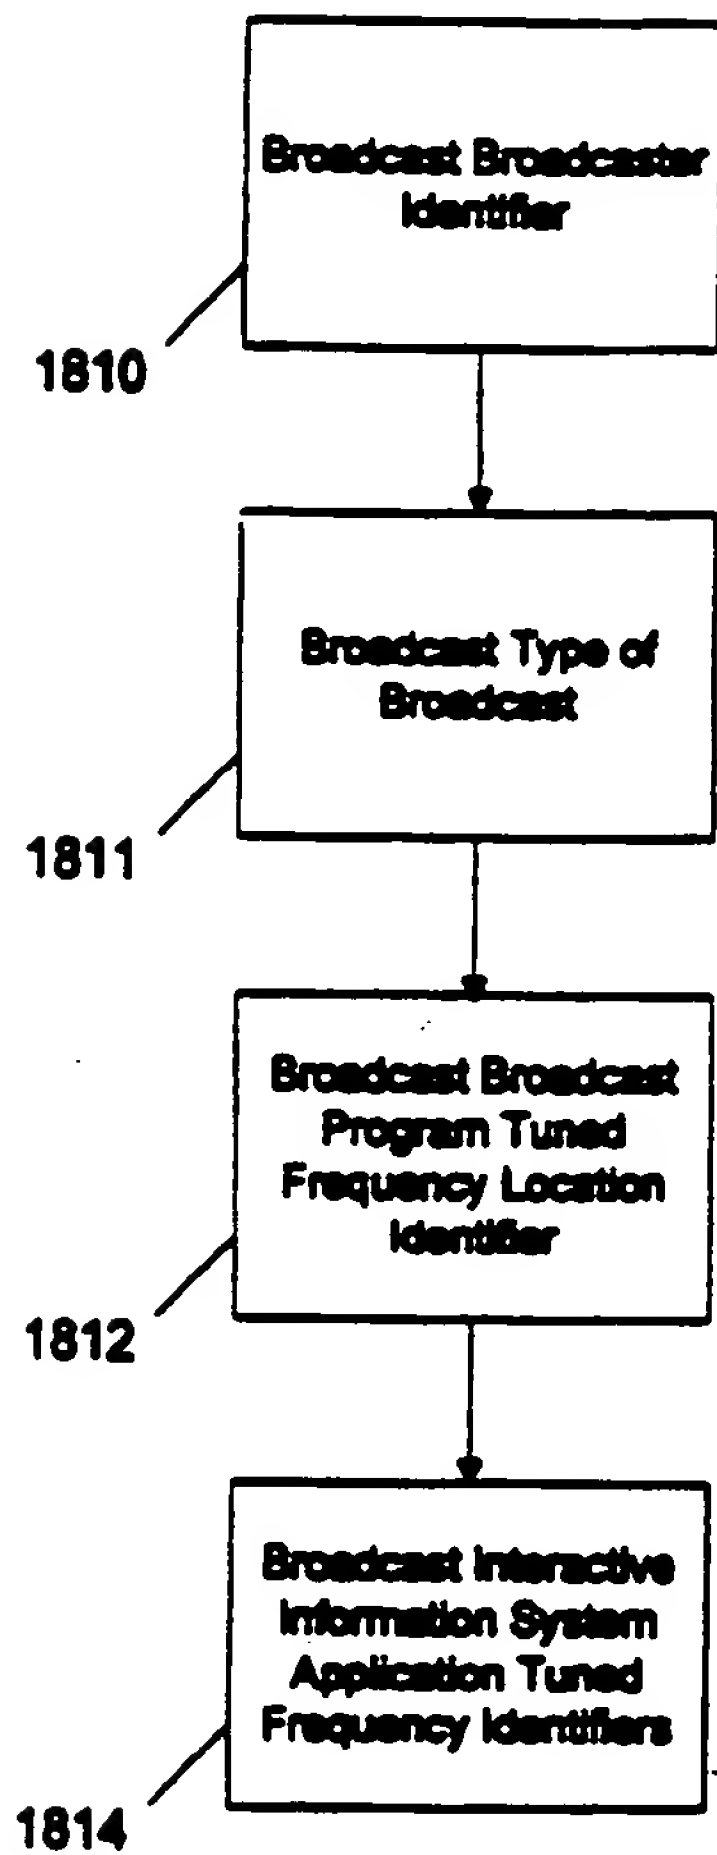 Broadcast Broadcaster
Identifier
1810
Broadcast Type of
Broadcast
1811
Broadcast Broadcast
Program Tuned
Frequency Location
Identifier
1812
Broadcast Interactive
Information System
Application Tuned
Frequency Identifiers
1814